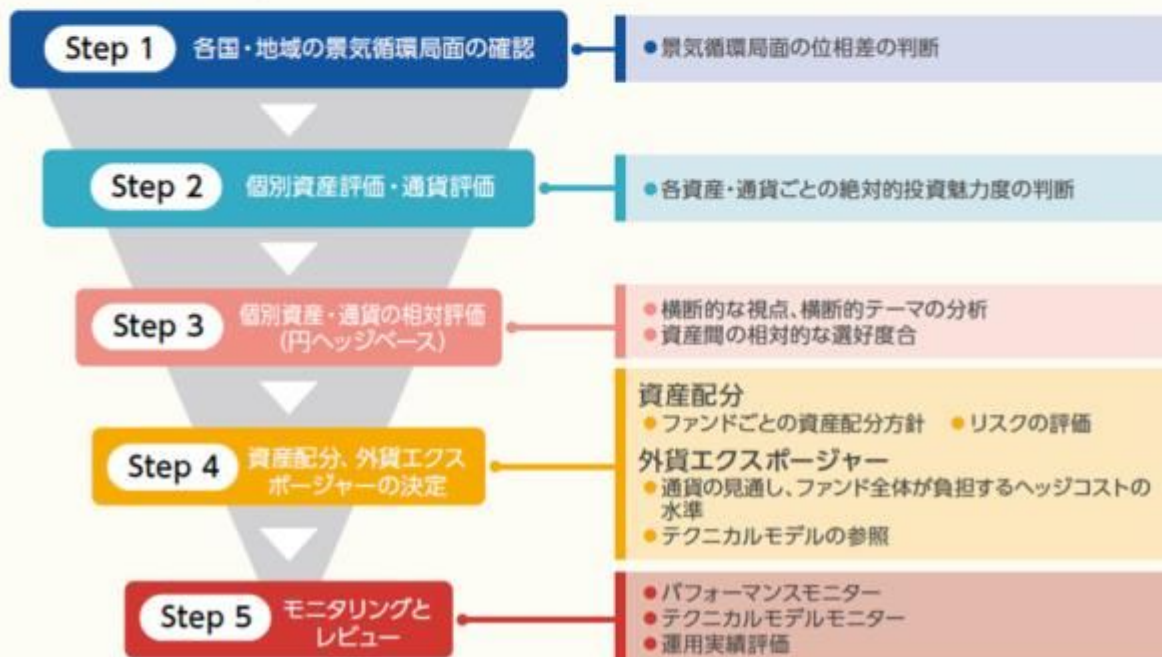 Step 1 各国・地域の景気循環局面の確認
●景気循環局面の位相差の判断
Step 2 個別資産評価・通貨評価
●各資産・通貨ごとの絶対的投資魅力度の判断
Step 3 個別資産・通貨の相対評価
(円ヘッジベース)
●横断的な視点、横断的テーマの分析
●資産間の相対的な選好度合
Step 4 資産配分、外貨エクス
ポージャーの決定
資産配分
●ファンドごとの資産配分方針 ●リスクの評価
外貨エクスポージャー
●通貨の見通し、ファンド全体が負担するヘッジコストの
水準
●テクニカルモデルの参照
Step 5 モニタリングと
レビュー
●パフォーマンスモニター
●テクニカルモデルモニター
●運用実績評価